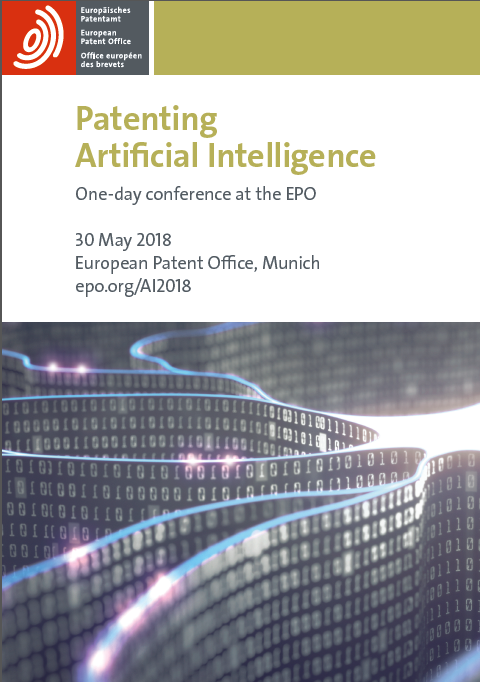 Europäisches
Patentamt
European
Patent Office
Office européen
des brevets
Patenting
Artificial Intelligence
One-day conference at the EPO
30 May 2018
European Patent Office, Munich
epo.org/AI2018